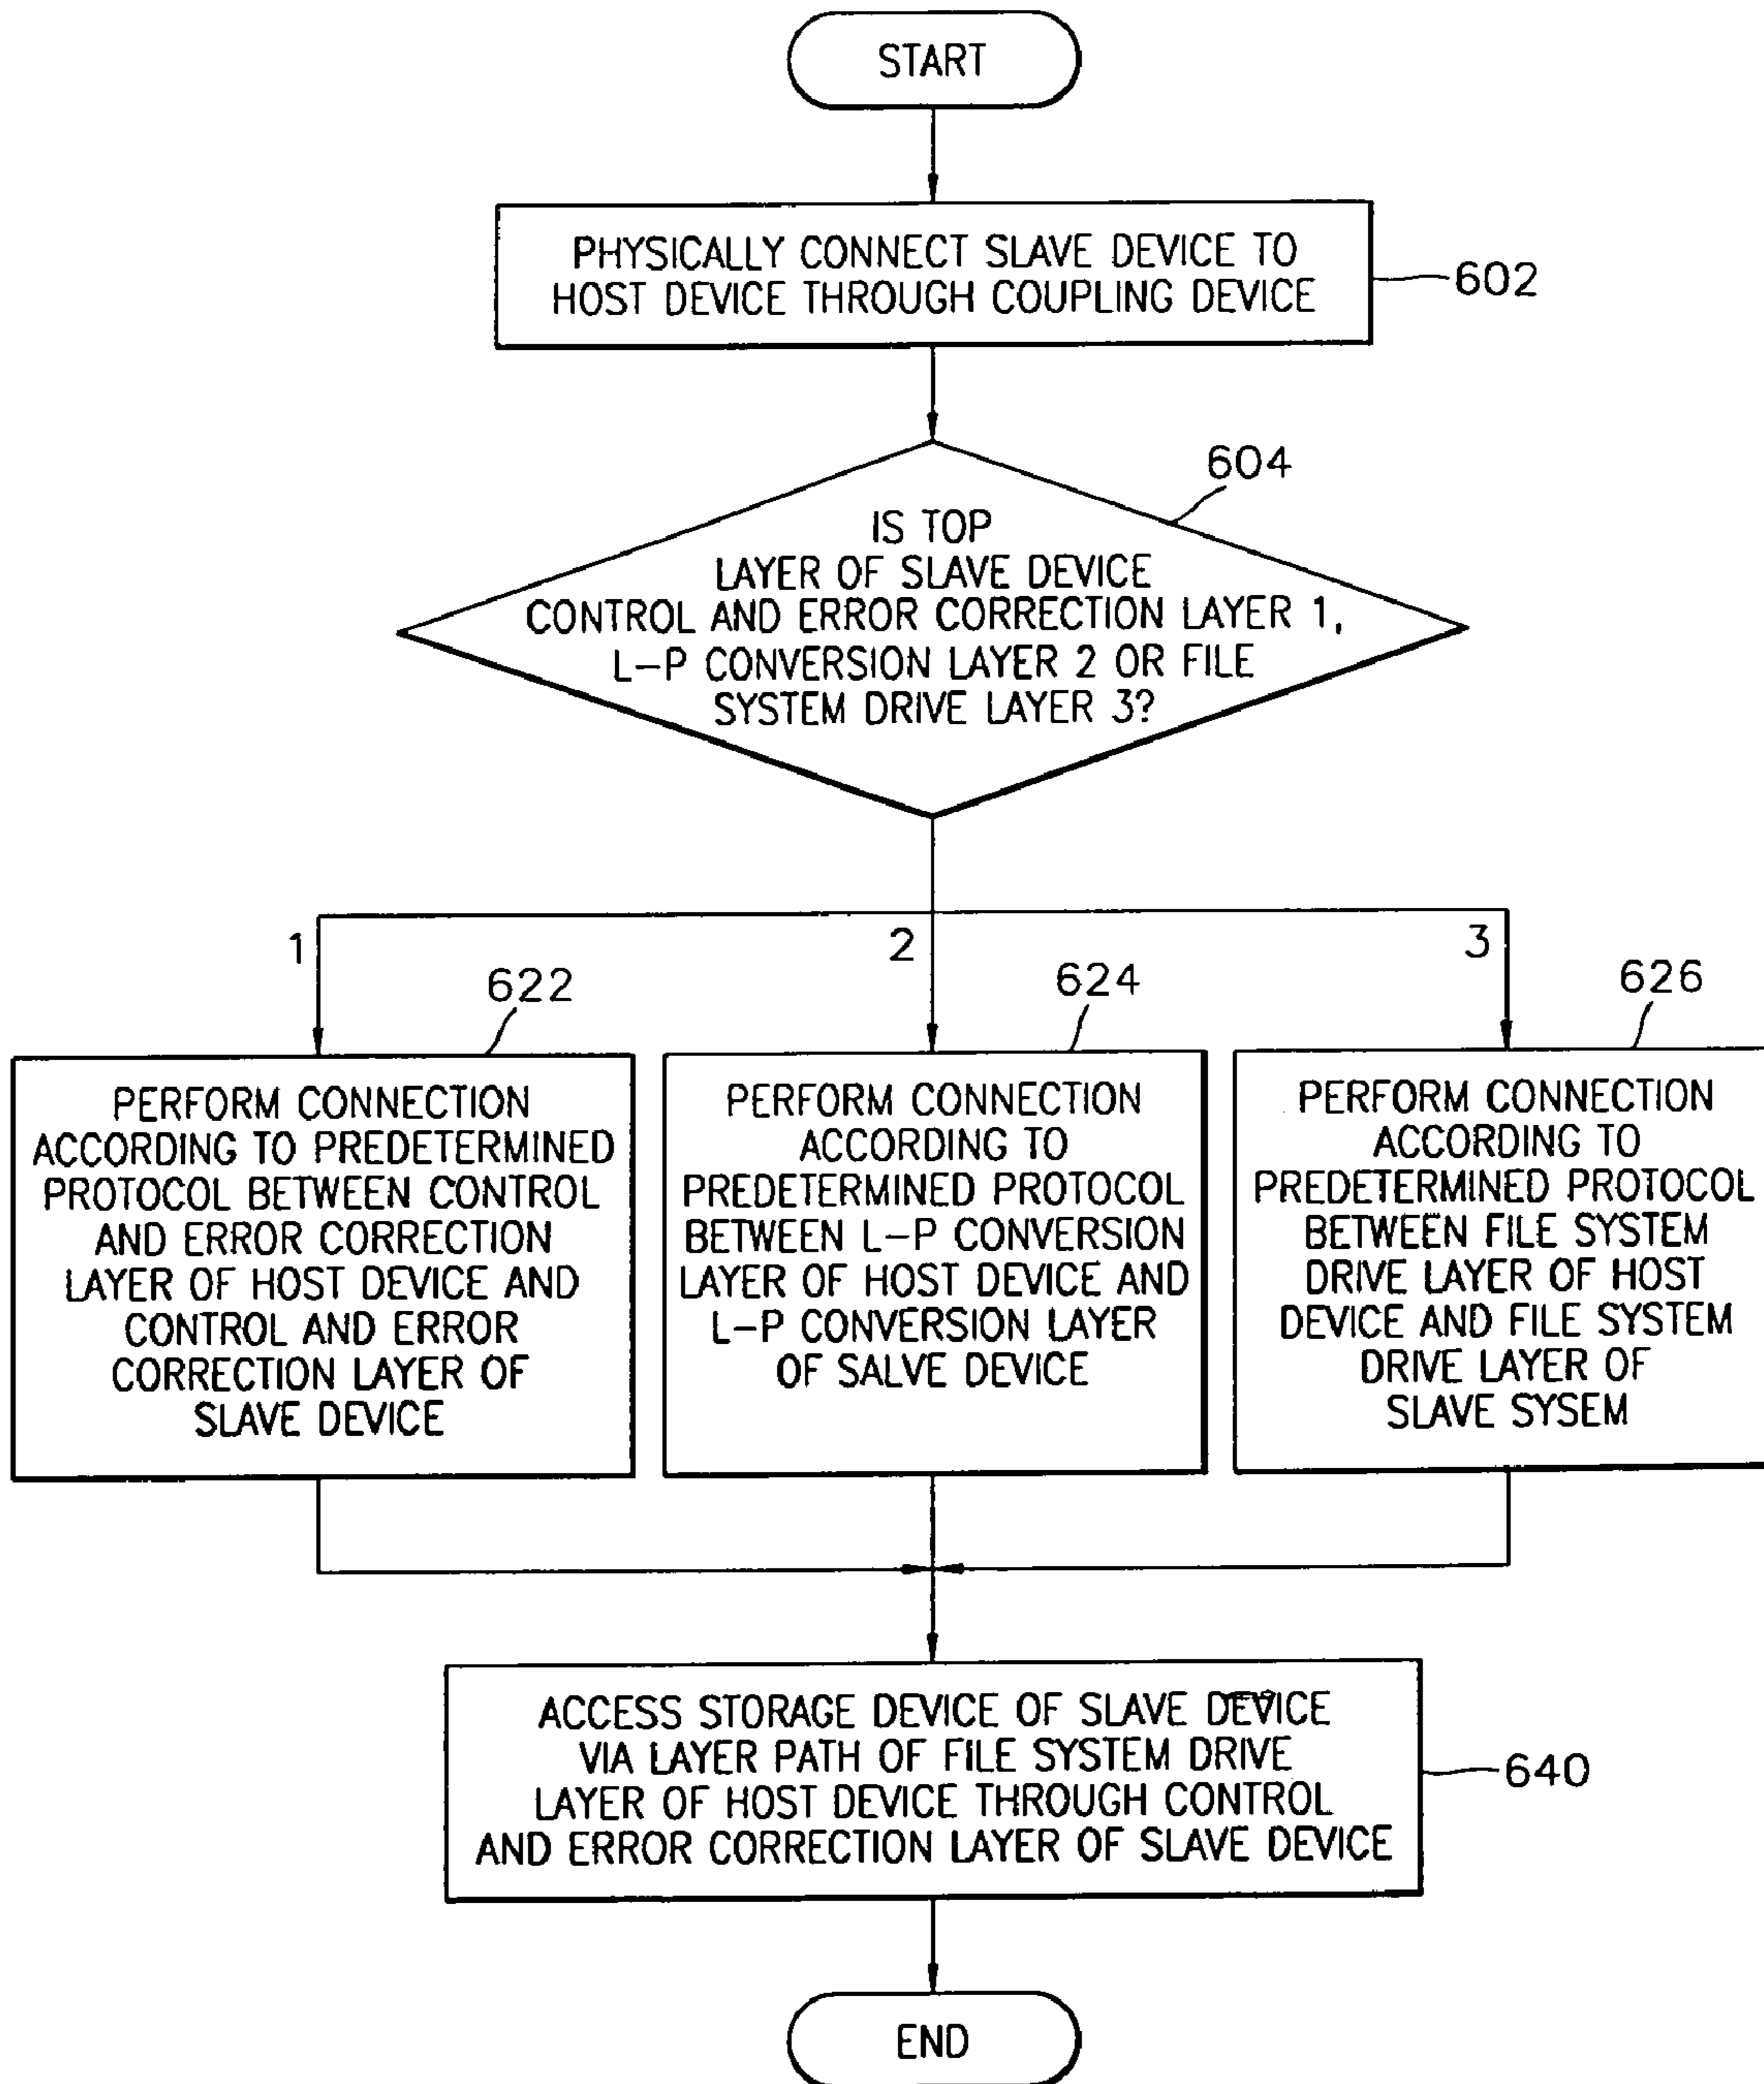 START
PHYSICALLY CONNECT SLAVE DEVICE TO
HOST DEVICE THROUGH COUPLING DEVICE
602
604
IS TOP
LAYER OF SLAVE DEVICE
CONTROL AND ERROR CORRECTION LAYER 1,
L-P CONVERSION LAYER 2 OR FILE
SYSTEM DRIVE LAYER 3?
1
2
3
622
PERFORM CONNECTION
ACCORDING TO PREDETERMINED
PROTOCOL BETWEEN CONTROL
AND ERROR CORRECTION
LAYER OF HOST DEVICE AND
CONTROL AND ERROR
CORRECTION LAYER OF
SLAVE DEVICE
624
PERFORM CONNECTION
ACCORDING TO
PREDETERMINED PROTOCOL
BETWEEN L-P CONVERSION
LAYER OF HOST DEVICE AND
L-P CONVERSION LAYER
OF SALVE DEVICE
626
PERFORM CONNECTION
ACCORDING TO
PREDETERMINED PROTOCOL
BETWEEN FILE SYSTEM
DRIVE LAYER OF HOST
DEVICE AND FILE SYSTEM
DRIVE LAYER OF
SLAVE SYSEM
ACCESS STORAGE DEVICE OF SLAVE DEVICE
VIA LAYER PATH OF FILE SYSTEM DRIVE
LAYER OF HOST DEVICE THROUGH CONTROL
AND ERROR CORRECTION LAYER OF SLAVE DEVICE
640
END